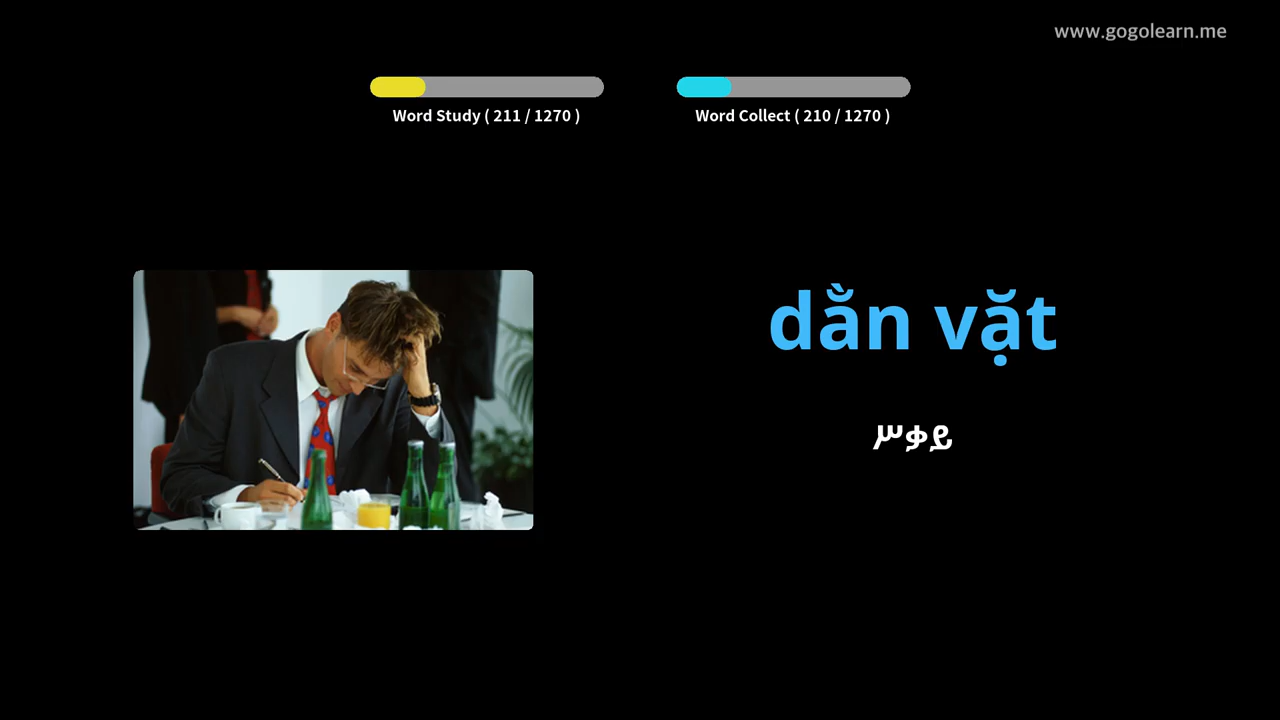 www.gogolearn.me
Word Study ( 211 / 1270 )
Word Collect ( 210 / 1270 )
dằn vặt
ሥቃይ